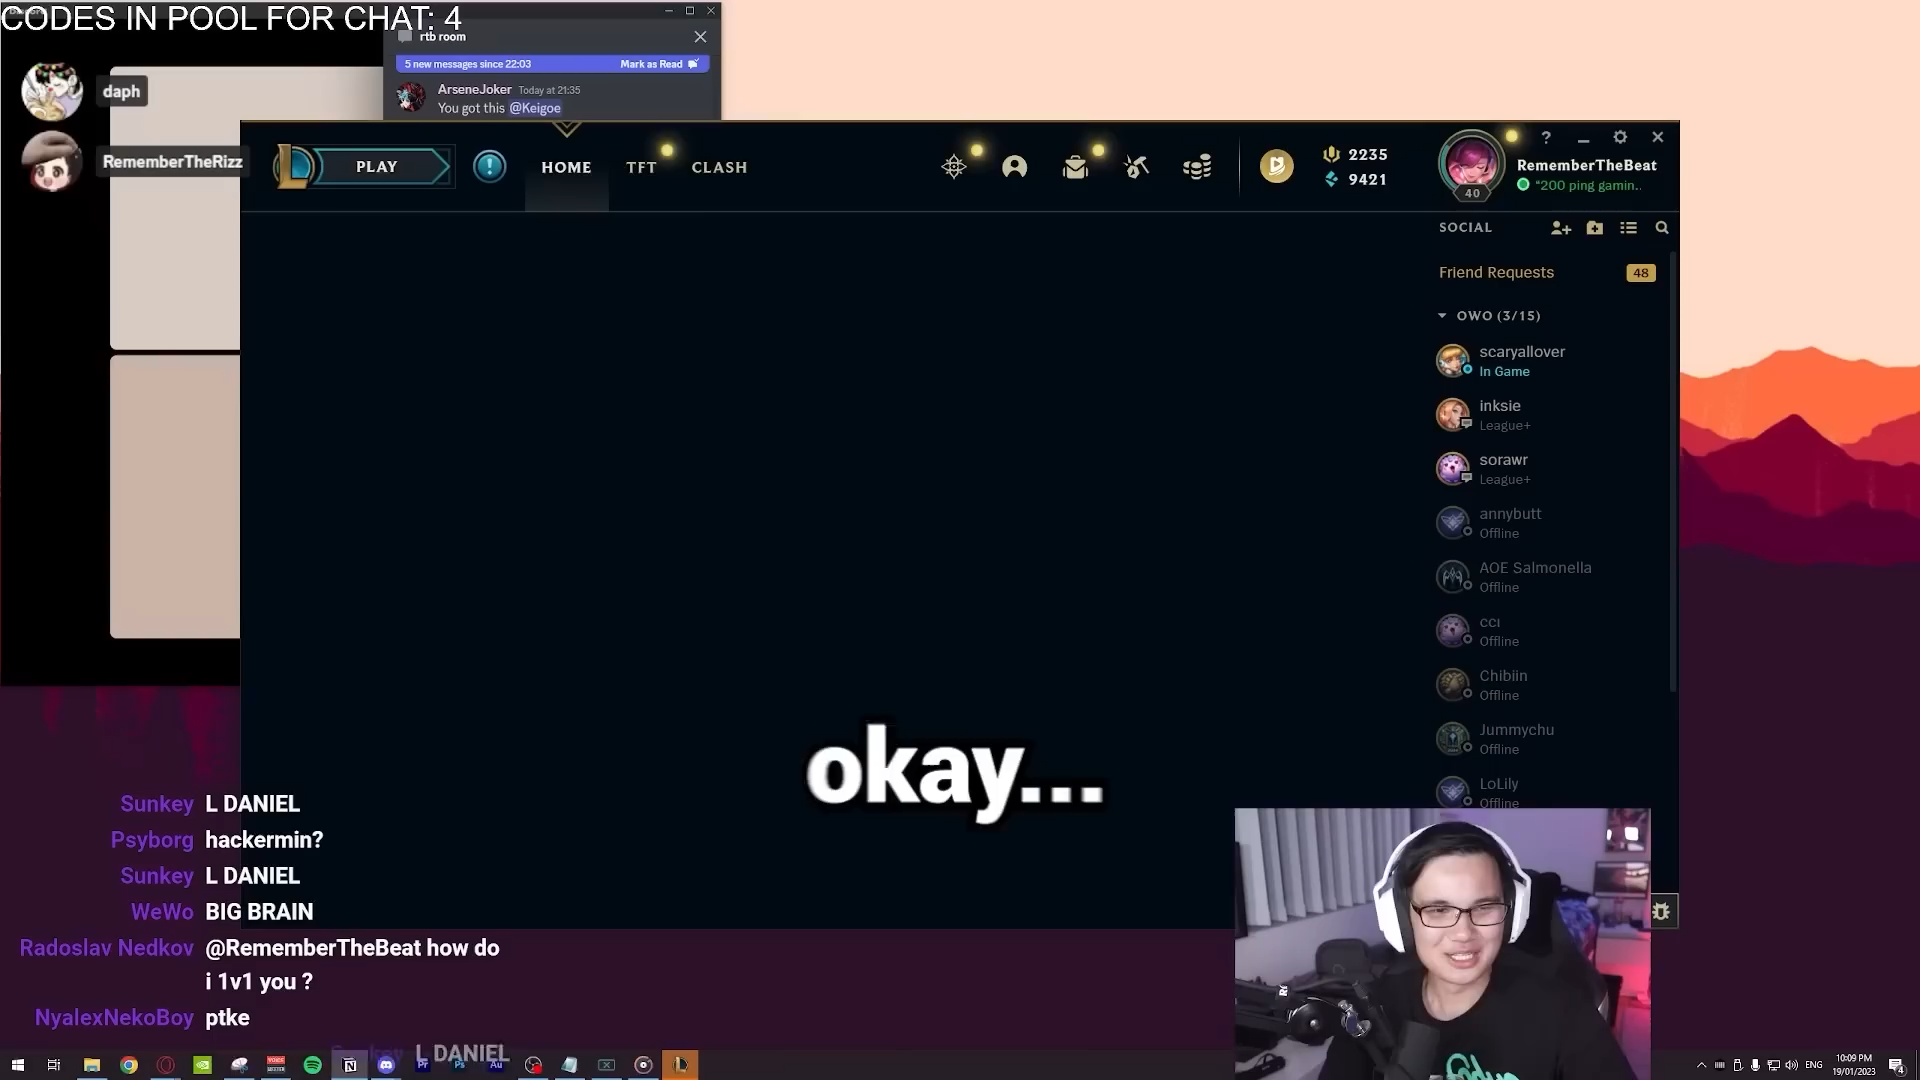 CODES IN POOL FOR CHAT: 4
rtb room
5 new messages since 22:03
Mark as Read
ArseneJoker Today at 21:35
You got this @Keigoe
daph
RememberTheRizz
PLAY
HOME
TFT
CLASH
2235
9421
40
RememberTheBeat
"200 ping gamin..
SOCIAL
Friend Requests
48
OWO (3/15)
scaryallover
In Game
inksie
League+
sorawr
League+
annybutt
Offline
AOE Salmonella
Offline
cci
Offline
Chibiin
Offline
Jummychu
Offline
LoLily
Offline
okay...
Sunkey L DANIEL
Psyborg hackermin?
Sunkey L DANIEL
WeWo BIG BRAIN
Radoslav Nedkov @RememberTheBeat how do
i 1v1 you ?
NyalexNekoBoy ptke
L DANIEL
Pr
Ps
Au
ENG
10:09 PM
19/01/2023
4